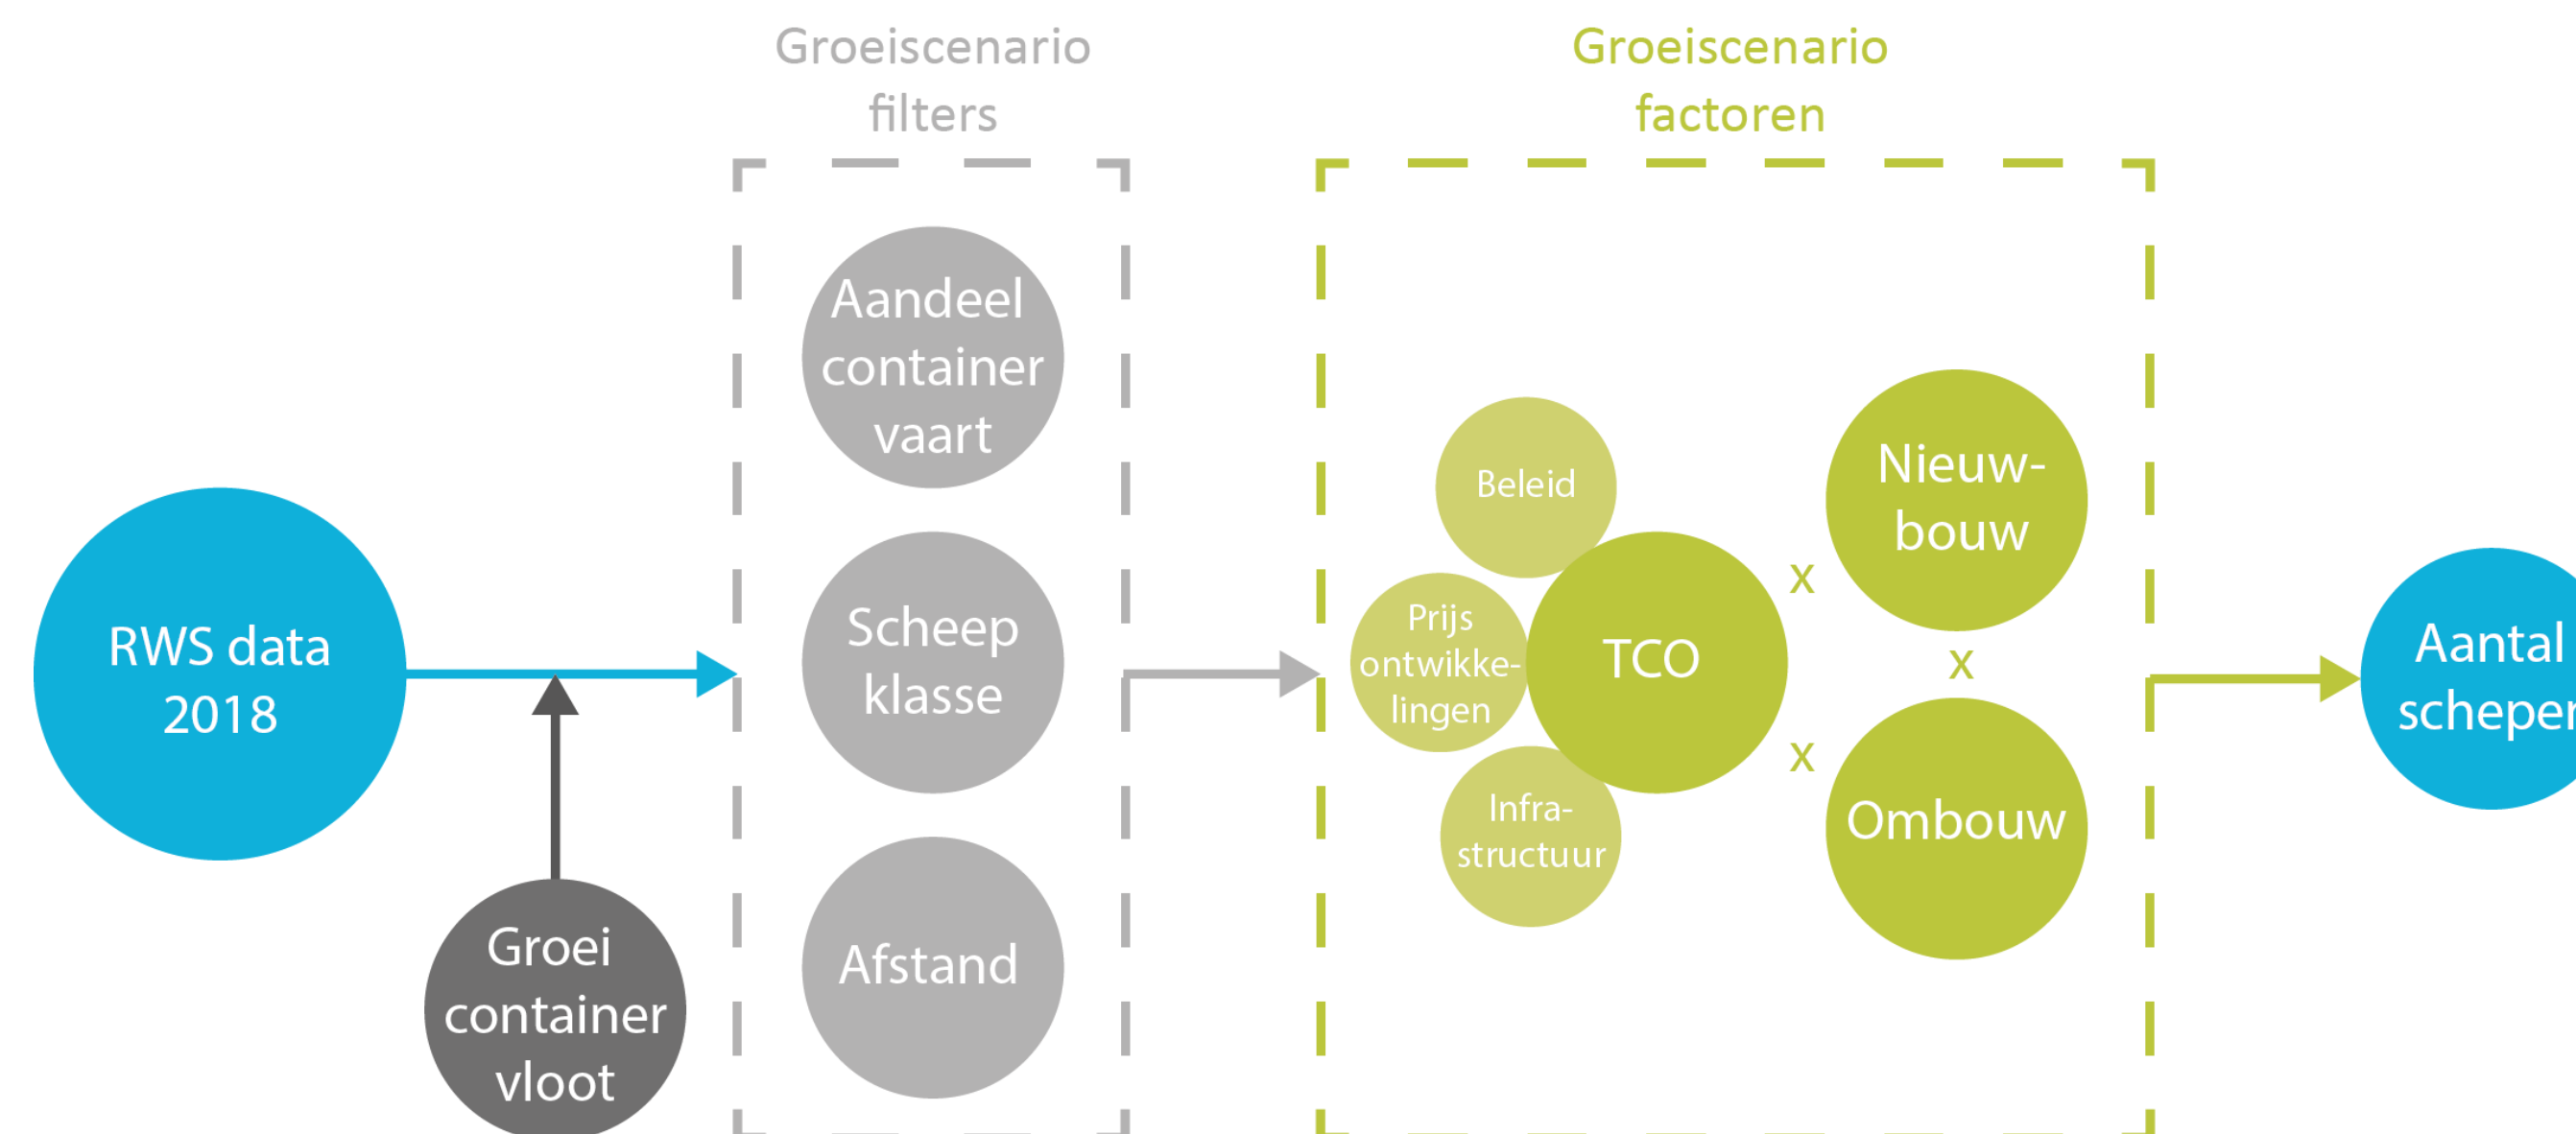 Groeiscenario
filters
Groeiscenario
factoren
Aandeel
container
vaart
Scheep
klasse
Afstand
RWS data
2018
Groei
container
vloot
Beleid
Prijs
ontwikke-
lingen
Infra-
structuur
TCO
x
x
x
Nieuw-
bouw
Ombouw
Aantal